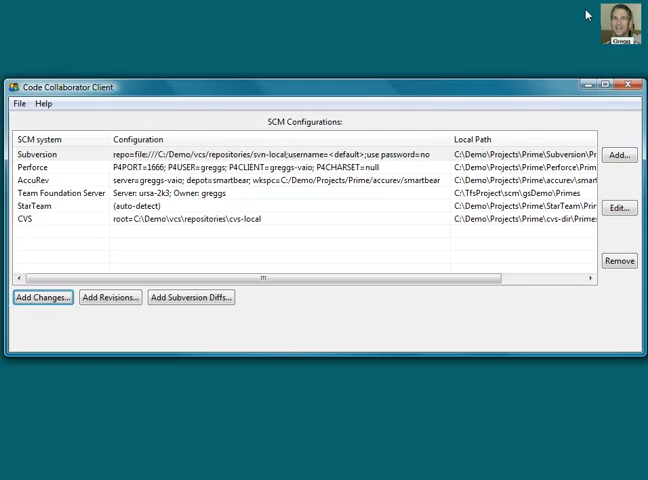 Gregg
Code Collaborator Client
File Help
SCM Configurations:
SCM system Configuration Local Path
Subversion repo=file:///C:/Demo/vcs/repositories/svn-local;username=<default>;use password=no C:\Demo\Projects\Prime\Subversion\Pr
Perforce P4PORT=1666; P4USER=greggs; P4CLIENT=greggs-vaio; P4CHARSET=null C:\Demo\Projects\Prime\Perforce\Prim
AccuRev server=greggs-vaio; depot=smartbear; wkspc=C:/Demo/Projects/Prime/accurev/smartbear C:\Demo\Projects\Prime\accurev\smart
Team Foundation Server Server: ursa-2k3; Owner: greggs C:\TfsProject\scm\gsDemo\Primes
StarTeam (auto-detect) C:\Demo\Projects\Prime\StarTeam\Prin
CVS root=C:\Demo\vcs\repositories\cvs-local C:\Demo\Projects\Prime\cvs-dir\Primes
Add...
Edit...
Remove
Add Changes... Add Revisions... Add Subversion Diffs...